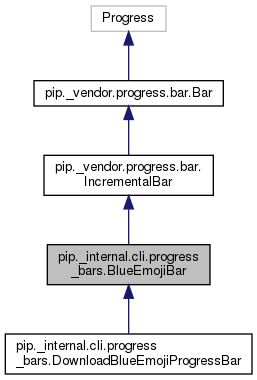 Progress
pip._vendor.progress.bar.Bar
pip._vendor.progress.bar.
IncrementalBar
pip._internal.cli.progress
_bars.BlueEmojiBar
pip._internal.cli.progress
_bars.DownloadBlueEmojiProgressBar